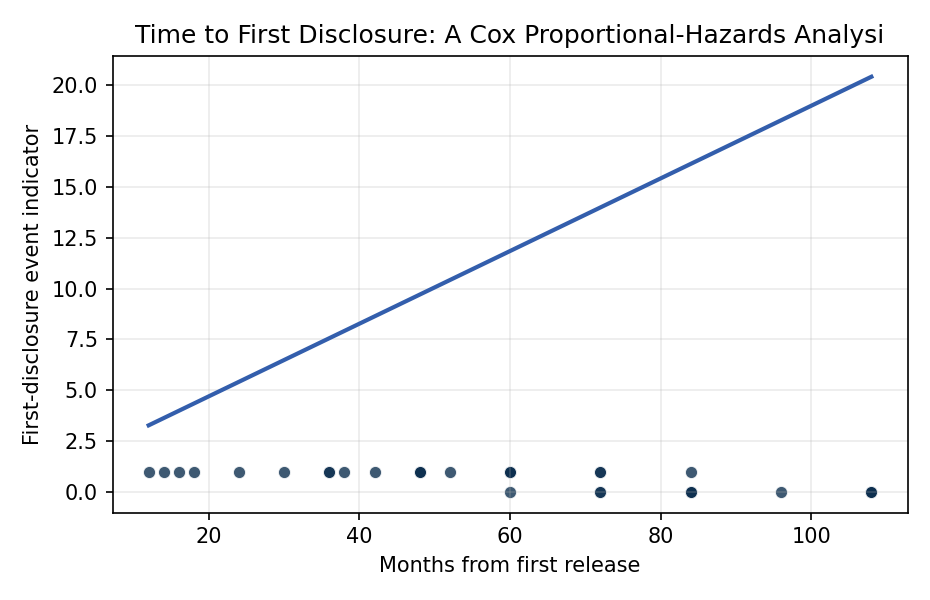 Time to First Disclosure: A Cox Proportional-Hazards Analysi
First-disclosure event indicator
20.0
17.5
15.0
12.5
10.0
7.5
5.0
2.5
0.0
20 40 60 80 100
Months from first release